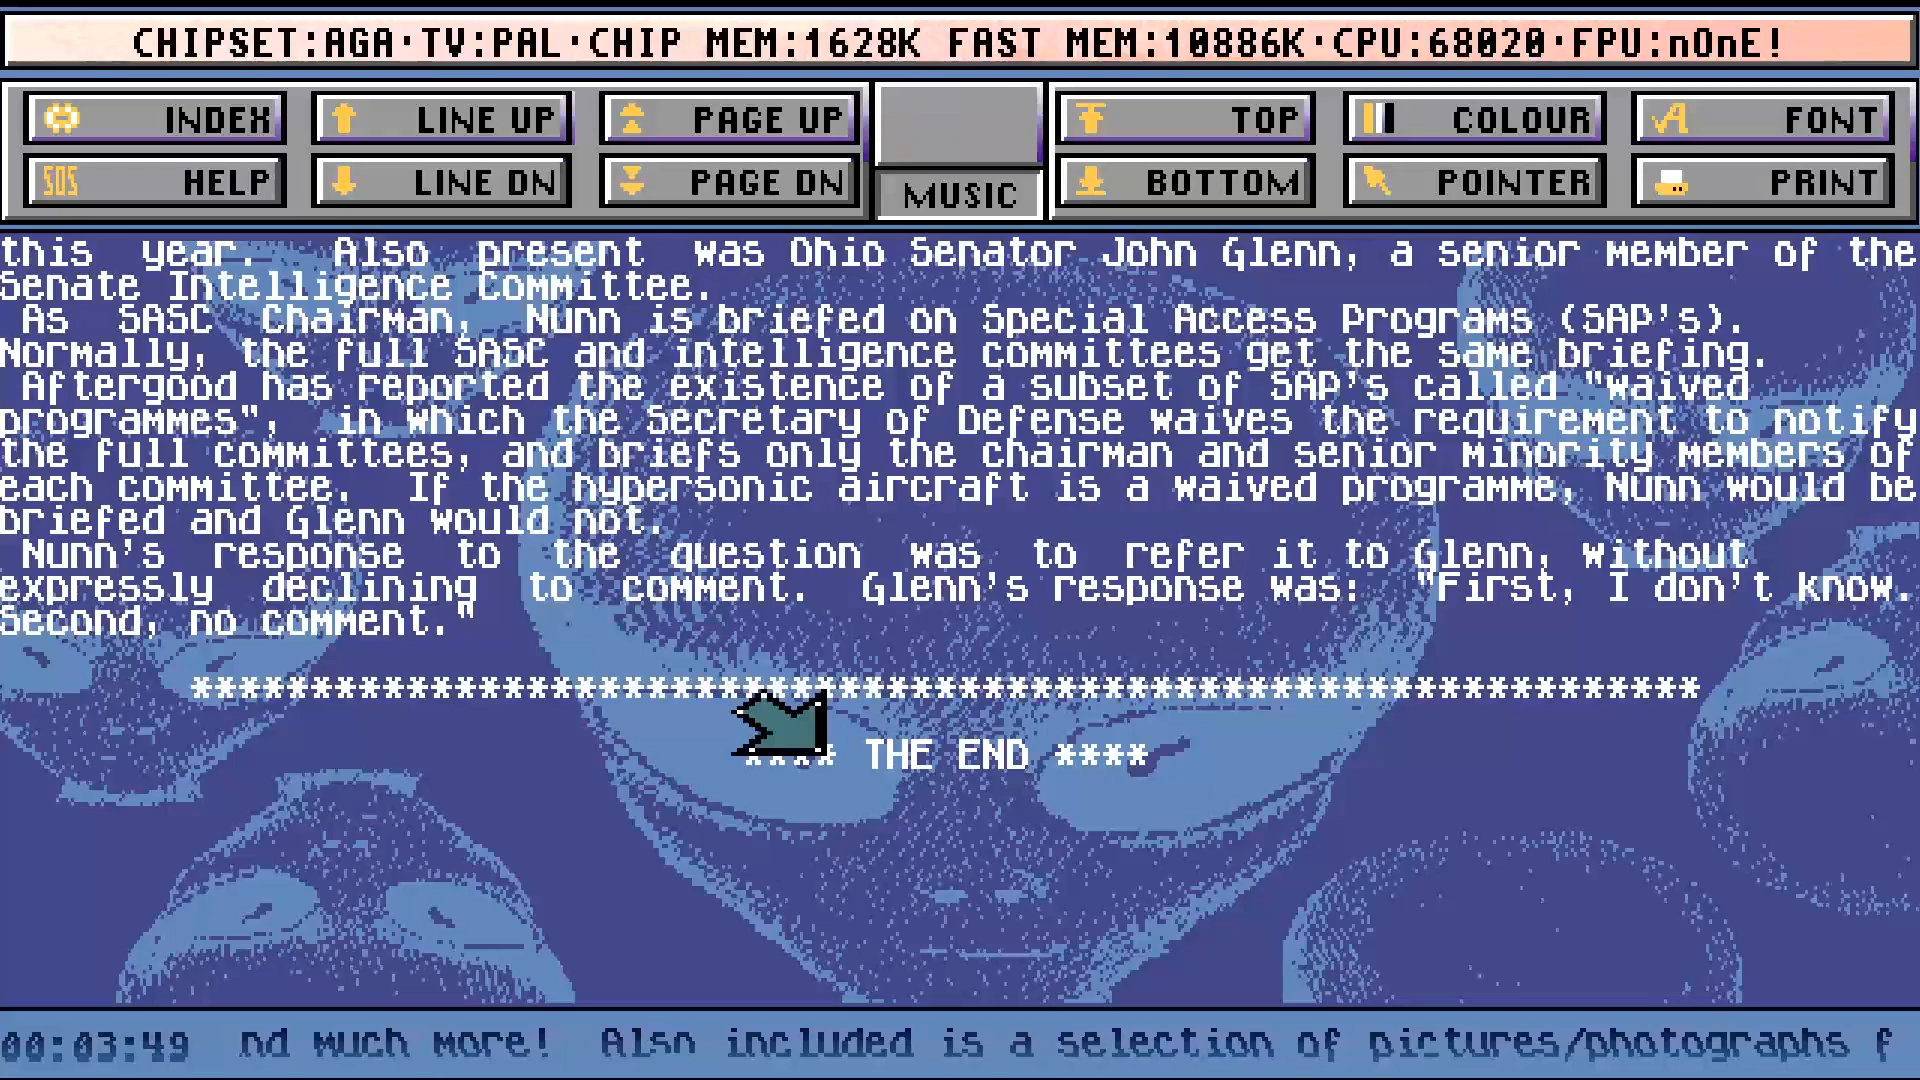 CHIPSET:AGA·TV:PAL·CHIP MEM:1628K FAST MEM:10886K·CPU:68020·FPU:nOnE!
INDEX LINE UP PAGE UP TOP COLOUR FONT
SOS HELP LINE DN PAGE DN MUSIC BOTTOM POINTER PRINT
this year. Also present was Ohio Senator John Glenn, a senior member of the
Senate Intelligence Committee.
As SASC Chairman, Nunn is briefed on Special Access Programs (SAP's).
Normally, the full SASC and intelligence committees get the same briefing.
Aftergood has reported the existence of a subset of SAP's called "waived
programmes", in which the Secretary of Defense waives the requirement to notify
the full committees, and briefs only the chairman and senior minority members of
each committee. If the hypersonic aircraft is a waived programme, Nunn would be
briefed and Glenn would not.
Nunn's response to the question was to refer it to Glenn, without
expressly declining to comment. Glenn's response was: "First, I don't know.
Second, no comment."
***************************************************************
**** THE END ****
00:03:49 nd much more! Also included is a selection of pictures/photographs f